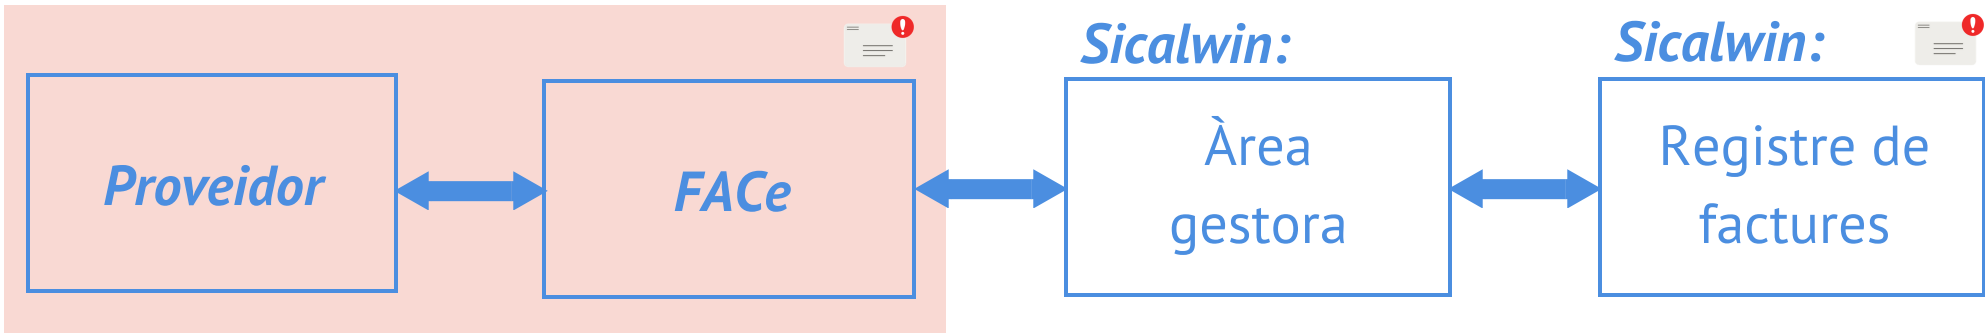 Proveidor
FACe
Sicalwin:
Àrea
gestora
Sicalwin:
Registre de
factures